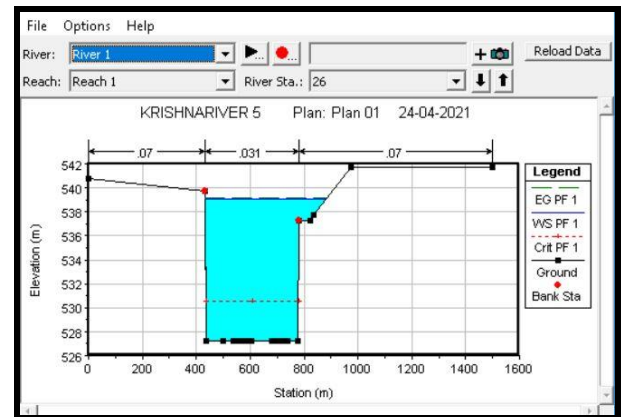 File Options Help
River: River 1 Reload Data
Reach: Reach 1 River Sta.: 26
KRISHNARIVER 5 Plan: Plan 01 24-04-2021
.07 .031 .07
542
540
538
536
534
532
530
528
526
0 200 400 600 800 1000 1200 1400 1600
Elevation (m)
Station (m)
Legend
EG PF 1
WS PF 1
Crit PF 1
Ground
Bank Sta